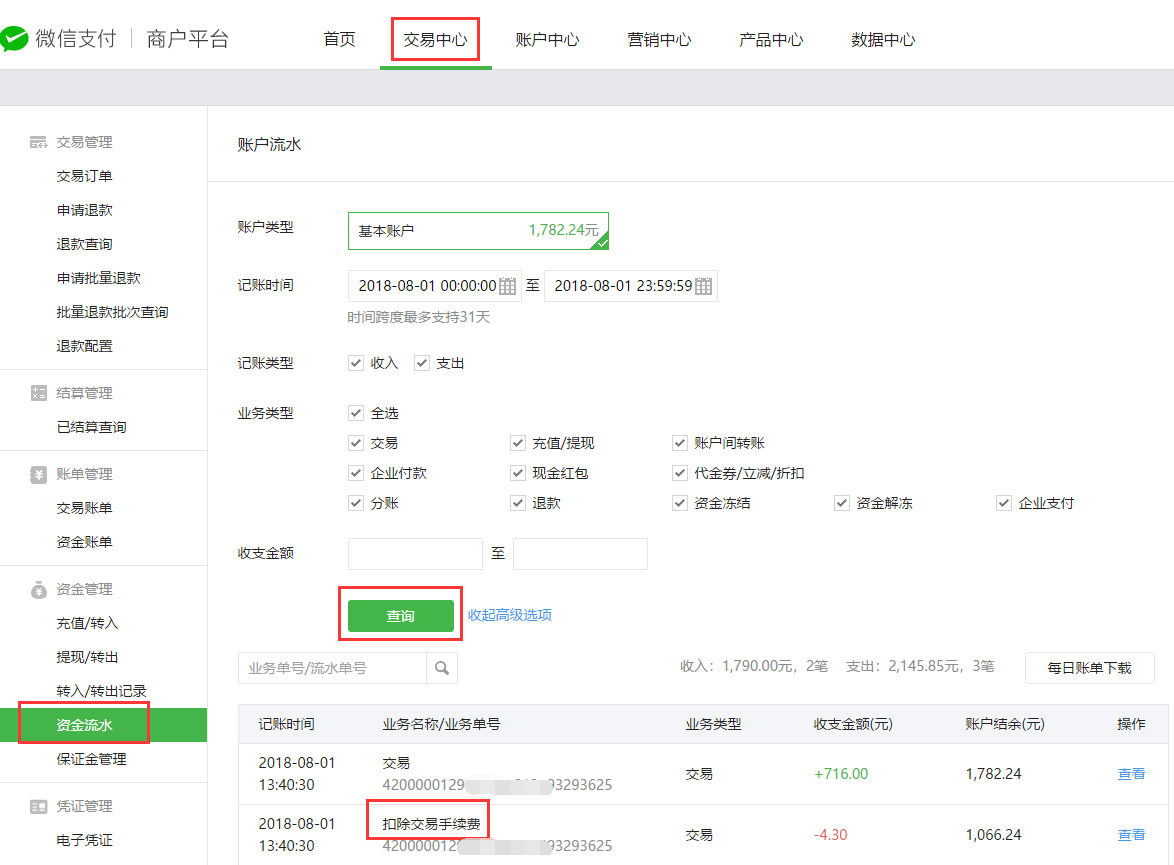 微信支付 商户平台 首页 交易中心 账户中心 营销中心 产品中心 数据中心
交易管理
交易订单
申请退款
退款查询
申请批量退款
批量退款批次查询
退款配置
结算管理
已结算查询
账单管理
交易账单
资金账单
资金管理
充值/转入
提现/转出
转入/转出记录
资金流水
保证金管理
凭证管理
电子凭证
账户流水
账户类型 基本账户 1,782.24元
记账时间 2018-08-01 00:00:00 至 2018-08-01 23:59:59
时间跨度最多支持31天
记账类型 收入 支出
业务类型 全选
交易 充值/提现 账户间转账
企业付款 现金红包 代金券/立减/折扣
分账 退款 资金冻结 资金解冻 企业支付
收支金额 至
查询 收起高级选项
业务单号/流水单号 收入：1,790.00元，2笔 支出：2,145.85元，3笔 每日账单下载
记账时间 业务名称/业务单号 业务类型 收支金额(元) 账户结余(元) 操作
2018-08-01 交易
13:40:30 4200000129 93293625 交易 +716.00 1,782.24 查看
2018-08-01 扣除交易手续费
13:40:30 4200000129 93293625 交易 -4.30 1,066.24 查看